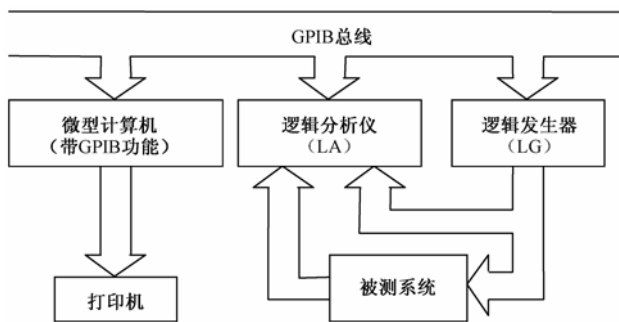 GPIB总线
微型计算机
（带GPIB功能）
逻辑分析仪
（LA）
逻辑发生器
（LG）
打印机
被测系统